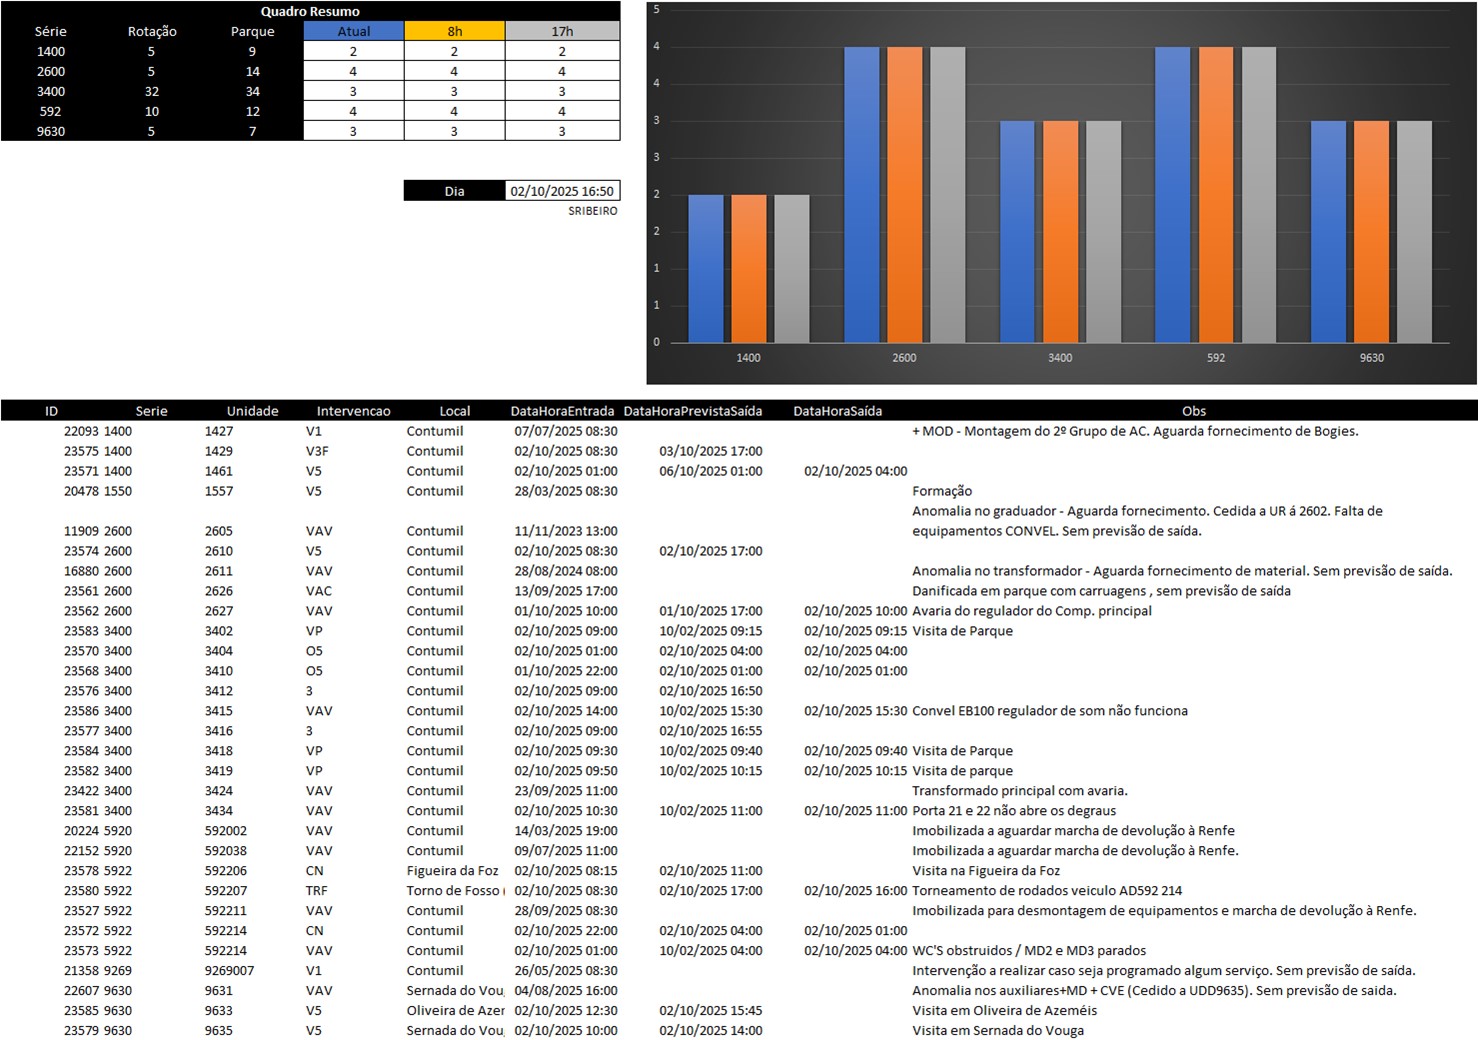 Quadro Resumo
Série Rotação Parque Atual 8h 17h
1400 5 9 2 2 2
2600 5 14 4 4 4
3400 32 34 3 3 3
592 10 12 4 4 4
9630 5 7 3 3 3
Dia 02/10/2025 16:50
SRIBEIRO
5
4
4
3
3
2
2
1
1
0
1400 2600 3400 592 9630
ID Serie Unidade Intervencao Local DataHoraEntrada DataHoraPrevistaSaída DataHoraSaída Obs
22093 1400 1427 V1 Contumil 07/07/2025 08:30 + MOD - Montagem do 2º Grupo de AC. Aguarda fornecimento de Bogies.
23575 1400 1429 V3F Contumil 02/10/2025 08:30 03/10/2025 17:00
23571 1400 1461 V5 Contumil 02/10/2025 01:00 06/10/2025 01:00 02/10/2025 04:00
20478 1550 1557 V5 Contumil 28/03/2025 08:30 Formação
Anomalia no graduador - Aguarda fornecimento. Cedida a UR á 2602. Falta de
11909 2600 2605 VAV Contumil 11/11/2023 13:00 equipamentos CONVEL. Sem previsão de saída.
23574 2600 2610 V5 Contumil 02/10/2025 08:30 02/10/2025 17:00
16880 2600 2611 VAV Contumil 28/08/2024 08:00 Anomalia no transformador - Aguarda fornecimento de material. Sem previsão de saída.
23561 2600 2626 VAC Contumil 13/09/2025 17:00 Danificada em parque com carruagens , sem previsão de saída
23562 2600 2627 VAV Contumil 01/10/2025 10:00 01/10/2025 17:00 02/10/2025 10:00 Avaria do regulador do Comp. principal
23583 3400 3402 VP Contumil 02/10/2025 09:00 10/02/2025 09:15 02/10/2025 09:15 Visita de Parque
23570 3400 3404 O5 Contumil 02/10/2025 01:00 02/10/2025 04:00 02/10/2025 04:00
23568 3400 3410 O5 Contumil 01/10/2025 22:00 02/10/2025 01:00 02/10/2025 01:00
23576 3400 3412 3 Contumil 02/10/2025 09:00 02/10/2025 16:50
23586 3400 3415 VAV Contumil 02/10/2025 14:00 10/02/2025 15:30 02/10/2025 15:30 Convel EB100 regulador de som não funciona
23577 3400 3416 3 Contumil 02/10/2025 09:00 02/10/2025 16:55
23584 3400 3418 VP Contumil 02/10/2025 09:30 10/02/2025 09:40 02/10/2025 09:40 Visita de Parque
23582 3400 3419 VP Contumil 02/10/2025 09:50 10/02/2025 10:15 02/10/2025 10:15 Visita de parque
23422 3400 3424 VAV Contumil 23/09/2025 11:00 Transformado principal com avaria.
23581 3400 3434 VAV Contumil 02/10/2025 10:30 10/02/2025 11:00 02/10/2025 11:00 Porta 21 e 22 não abre os degraus
20224 5920 592002 VAV Contumil 14/03/2025 19:00 Imobilizada a aguardar marcha de devolução à Renfe
22152 5920 592038 VAV Contumil 09/07/2025 11:00 Imobilizada a aguardar marcha de devolução à Renfe.
23578 5922 592206 CN Figueira da Foz 02/10/2025 08:15 02/10/2025 11:00 Visita na Figueira da Foz
23580 5922 592207 TRF Torno de Fosso ( 02/10/2025 08:30 02/10/2025 17:00 02/10/2025 16:00 Torneamento de rodados veiculo AD592 214
23527 5922 592211 VAV Contumil 28/09/2025 08:30 Imobilizada para desmontagem de equipamentos e marcha de devolução à Renfe.
23572 5922 592214 CN Contumil 02/10/2025 22:00 02/10/2025 04:00 02/10/2025 01:00
23573 5922 592214 VAV Contumil 02/10/2025 01:00 10/02/2025 04:00 02/10/2025 04:00 WC'S obstruidos / MD2 e MD3 parados
21358 9269 9269007 V1 Contumil 26/05/2025 08:30 Intervenção a realizar caso seja programado algum serviço. Sem previsão de saída.
22607 9630 9631 VAV Sernada do Vou 04/08/2025 16:00 Anomalia nos auxiliares+MD + CVE (Cedido a UDD9635). Sem previsão de saida.
23585 9630 9633 V5 Oliveira de Azer 02/10/2025 12:30 02/10/2025 15:45 Visita em Oliveira de Azeméis
23579 9630 9635 V5 Sernada do Vou 02/10/2025 10:00 02/10/2025 14:00 Visita em Sernada do Vouga